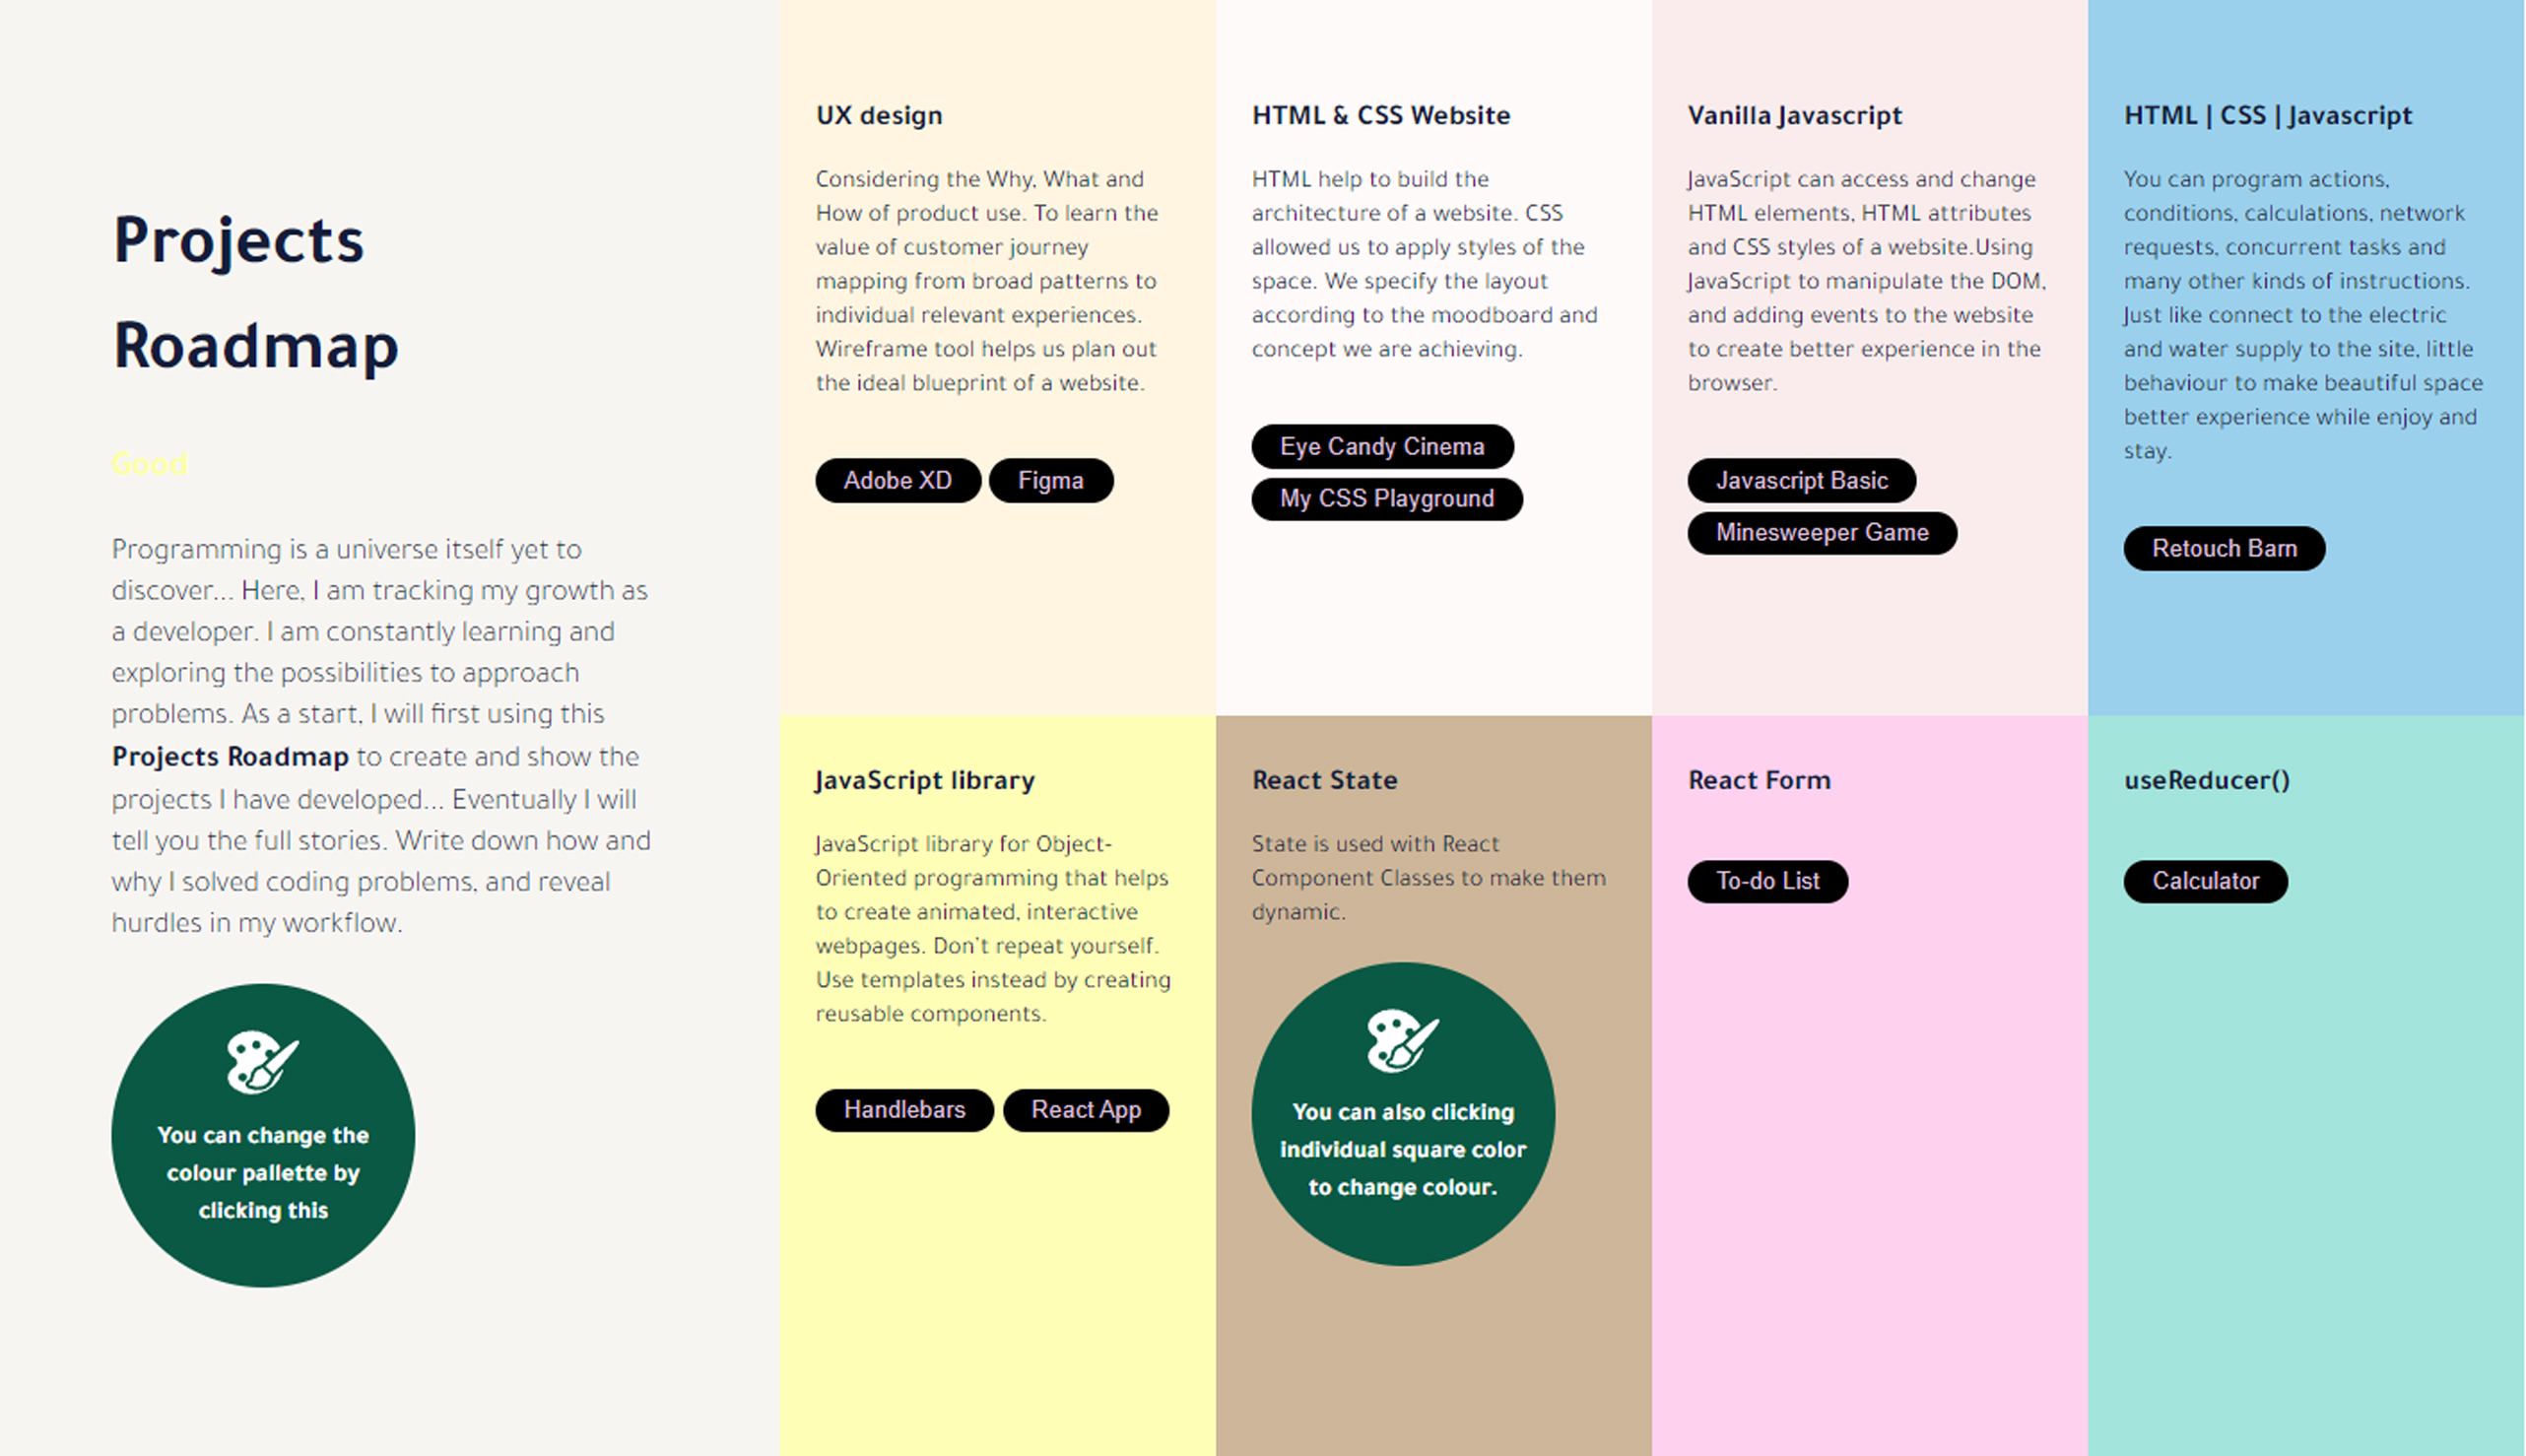 Projects
Roadmap
Good
Programming is a universe itself yet to
discover... Here, I am tracking my growth as
a developer. I am constantly learning and
exploring the possibilities to approach
problems. As a start, I will first using this
Projects Roadmap to create and show the
projects I have developed... Eventually I will
tell you the full stories. Write down how and
why I solved coding problems, and reveal
hurdles in my workflow.
You can change the
colour pallette by
clicking this
UX design
Considering the Why, What and
How of product use. To learn the
value of customer journey
mapping from broad patterns to
individual relevant experiences.
Wireframe tool helps us plan out
the ideal blueprint of a website.
Adobe XD Figma
HTML & CSS Website
HTML help to build the
architecture of a website. CSS
allowed us to apply styles of the
space. We specify the layout
according to the moodboard and
concept we are achieving.
Eye Candy Cinema
My CSS Playground
Vanilla Javascript
JavaScript can access and change
HTML elements, HTML attributes
and CSS styles of a website.Using
JavaScript to manipulate the DOM,
and adding events to the website
to create better experience in the
browser.
Javascript Basic
Minesweeper Game
HTML | CSS | Javascript
You can program actions,
conditions, calculations, network
requests, concurrent tasks and
many other kinds of instructions.
Just like connect to the electric
and water supply to the site, little
behaviour to make beautiful space
better experience while enjoy and
stay.
Retouch Barn
JavaScript library
JavaScript library for Object-
Oriented programming that helps
to create animated, interactive
webpages. Don't repeat yourself.
Use templates instead by creating
reusable components.
Handlebars React App
React State
State is used with React
Component Classes to make them
dynamic.
You can also clicking
individual square color
to change colour.
React Form
To-do List
useReducer()
Calculator